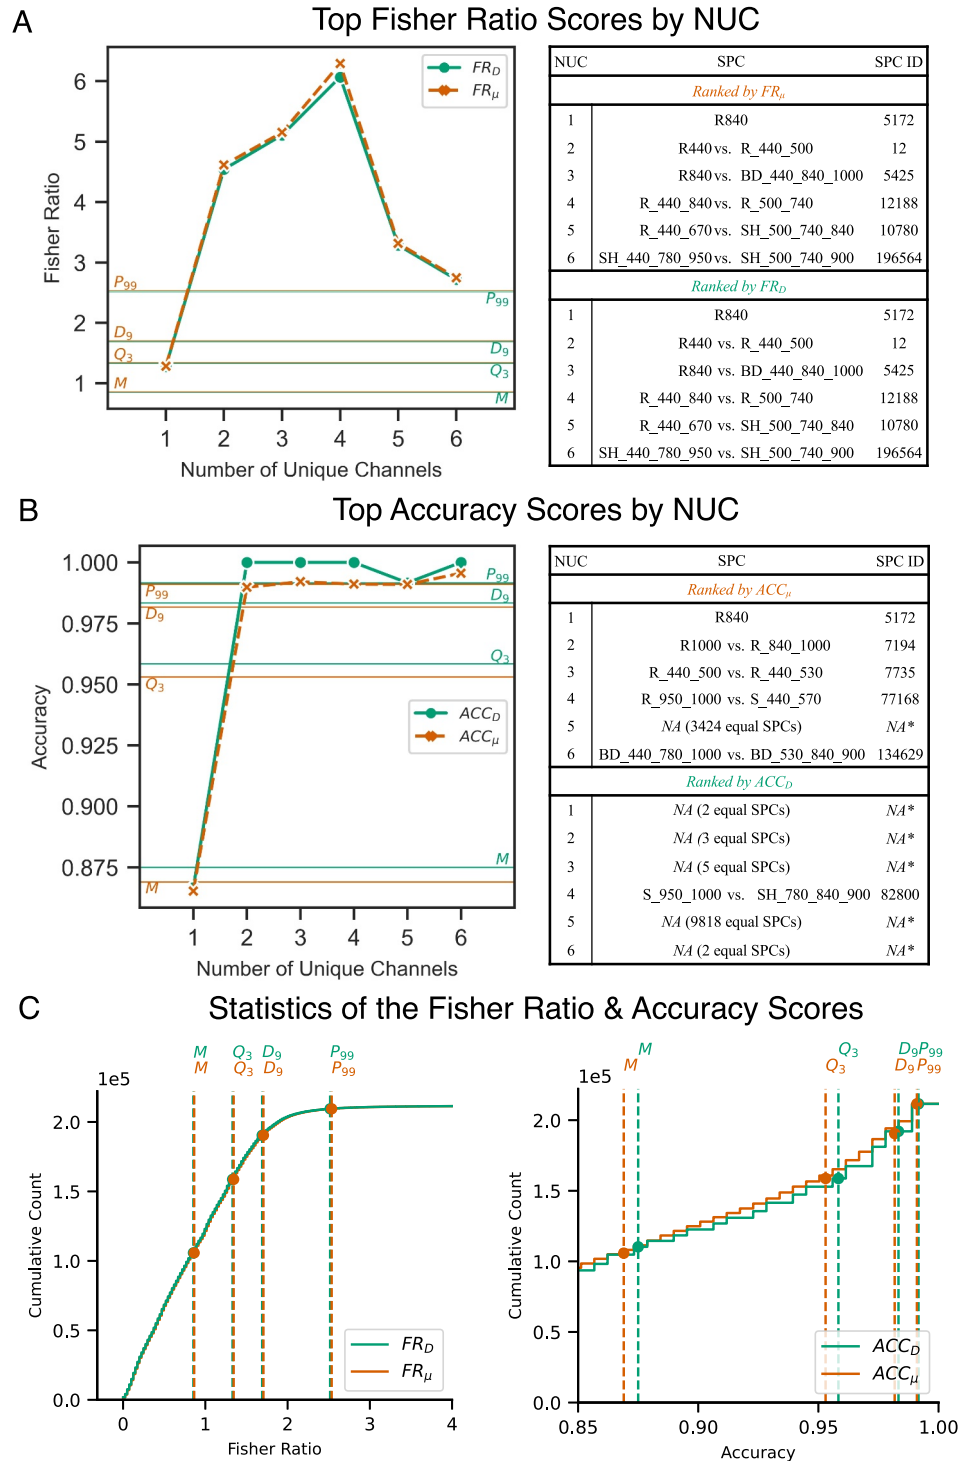 A
Top Fisher Ratio Scores by NUC
FR_D
FR_μ
6
5
4
3
2
1
Fisher Ratio
P99
P99
D9
D9
Q3
Q3
M
M
1 2 3 4 5 6
Number of Unique Channels
NUC SPC SPC ID
Ranked by FR_μ
1 R840 5172
2 R440 vs. R_440_500 12
3 R840 vs. BD_440_840_1000 5425
4 R_440_840 vs. R_500_740 12188
5 R_440_670 vs. SH_500_740_840 10780
6 SH_440_780_950 vs. SH_500_740_900 196564
Ranked by FR_D
1 R840 5172
2 R440 vs. R_440_500 12
3 R840 vs. BD_440_840_1000 5425
4 R_440_840 vs. R_500_740 12188
5 R_440_670 vs. SH_500_740_840 10780
6 SH_440_780_950 vs. SH_500_740_900 196564
B
Top Accuracy Scores by NUC
1.000
0.975
0.950
0.925
0.900
0.875
Accuracy
P99
P99
D9
D9
Q3
Q3
ACC_D
ACC_μ
M
M
1 2 3 4 5 6
Number of Unique Channels
NUC SPC SPC ID
Ranked by ACC_μ
1 R840 5172
2 R1000 vs. R_840_1000 7194
3 R_440_500 vs. R_440_530 7735
4 R_950_1000 vs. S_440_570 77168
5 NA (3424 equal SPCs) NA*
6 BD_440_780_1000 vs. BD_530_840_900 134629
Ranked by ACC_D
1 NA (2 equal SPCs) NA*
2 NA (3 equal SPCs) NA*
3 NA (5 equal SPCs) NA*
4 S_950_1000 vs. SH_780_840_900 82800
5 NA (9818 equal SPCs) NA*
6 NA (2 equal SPCs) NA*
C
Statistics of the Fisher Ratio & Accuracy Scores
M Q3 D9 P99
M Q3 D9 P99
1e5
2.0
1.5
1.0
0.5
0.0
Cumulative Count
FR_D
FR_μ
0 1 2 3 4
Fisher Ratio
M Q3 D9 P99
M Q3 D9 P99
1e5
2.0
1.5
1.0
0.5
0.0
Cumulative Count
ACC_D
ACC_μ
0.85 0.90 0.95 1.00
Accuracy